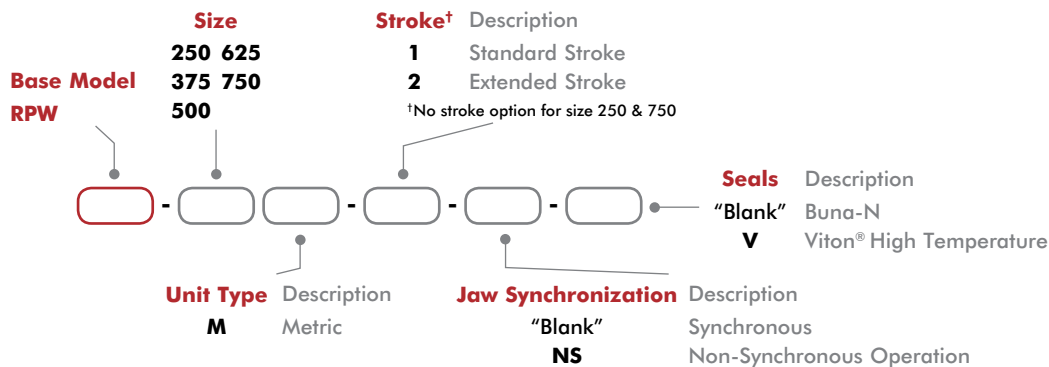 Size
250 625
375 750
500
Base Model
RPW
Stroke† Description
1 Standard Stroke
2 Extended Stroke
†No stroke option for size 250 & 750
- - - -
Seals Description
“Blank” Buna-N
V Viton® High Temperature
Unit Type Description
M Metric
Jaw Synchronization Description
“Blank” Synchronous
NS Non-Synchronous Operation